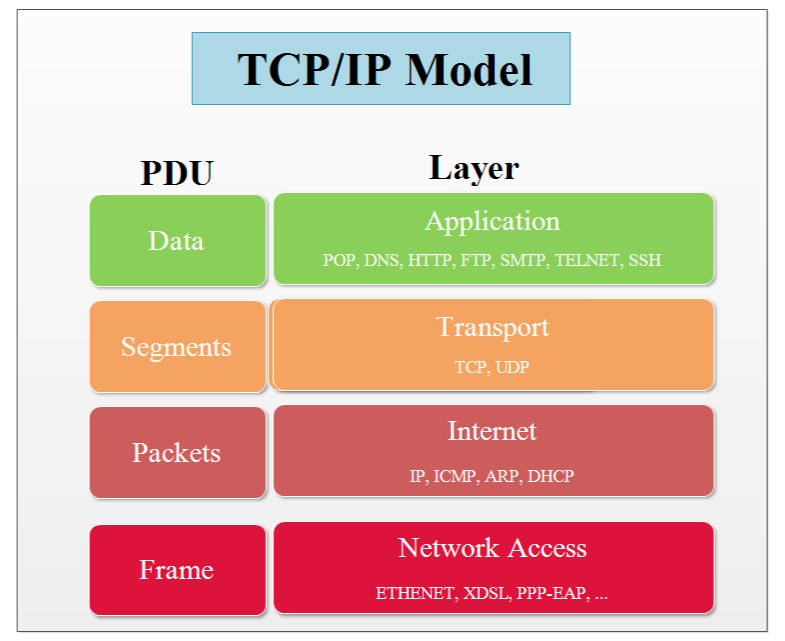 TCP/IP Model
PDU
Layer
Data
Application
POP, DNS, HTTP, FTP, SMTP, TELNET, SSH
Segments
Transport
TCP, UDP
Packets
Internet
IP, ICMP, ARP, DHCP
Frame
Network Access
ETHENET, XDSL, PPP-EAP, ...